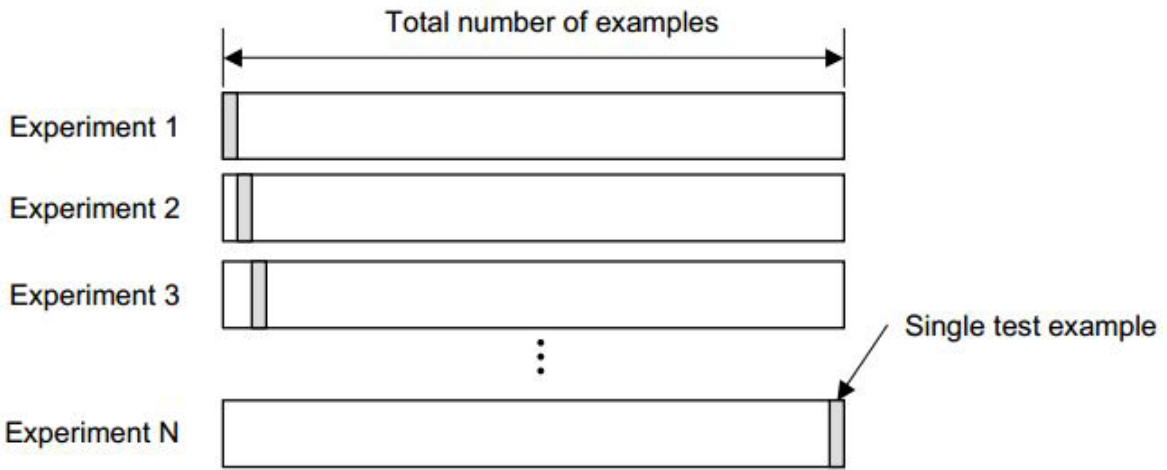 Total number of examples
Experiment 1
Experiment 2
Experiment 3
Single test example
Experiment N